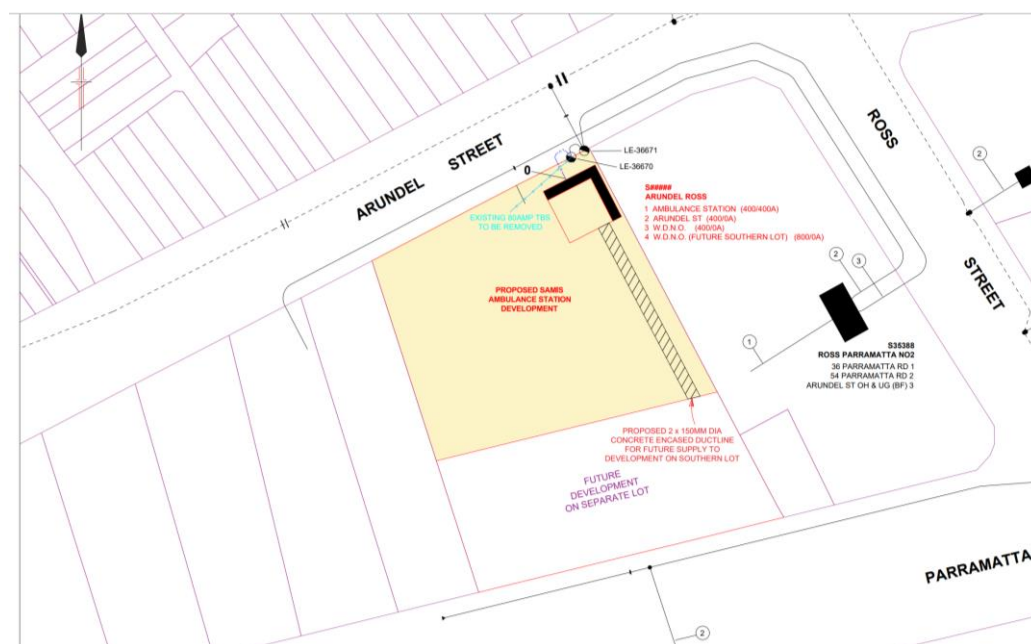 ROSS
STREET
ARUNDEL STREET
LE-36671
LE-36670
0
EXISTING 80AMP TBS
TO BE REMOVED
S#####
ARUNDEL ROSS
1 AMBULANCE STATION (400/400A)
2 ARUNDEL ST (400/0A)
3 W.D.N.O. (400/0A)
4 W.D.N.O. (FUTURE SOUTHERN LOT) (800/0A)
2
PROPOSED SAMIS
AMBULANCE STATION
DEVELOPMENT
2
3
1
S35388
ROSS PARRAMATTA NO2
36 PARRAMATTA RD 1
54 PARRAMATTA RD 2
ARUNDEL ST OH & UG (BF) 3
PROPOSED 2 x 150MM DIA
CONCRETE ENCASED DUCTLINE
FOR FUTURE SUPPLY TO
DEVELOPMENT ON SOUTHERN LOT
FUTURE
DEVELOPMENT
ON SEPARATE LOT
PARRAMATTA
2